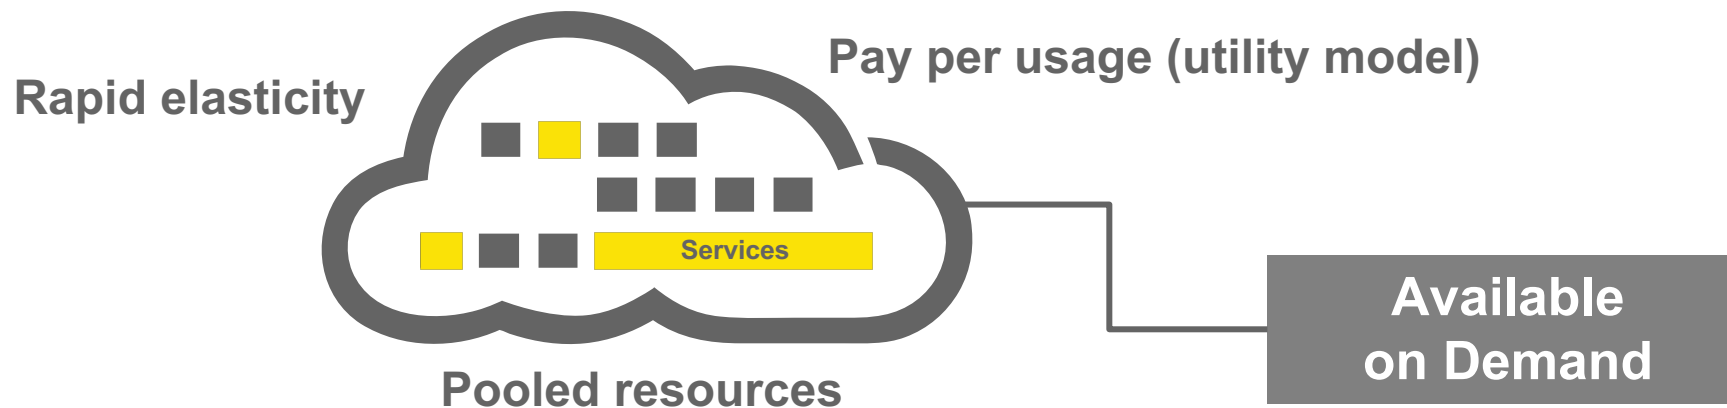 Pay per usage (utility model)
Rapid elasticity
Services
Available
on Demand
Pooled resources